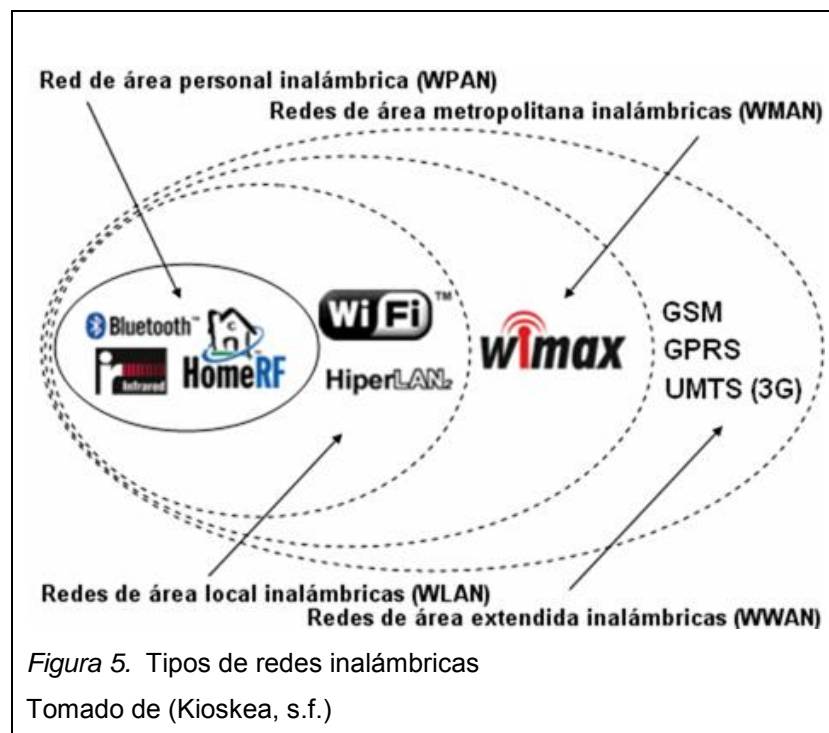 Red de área personal inalámbrica (WPAN)
Redes de área metropolitana inalámbricas (WMAN)
Bluetooth™
Infrared
HomeRF
WiFi™
HiperLAN2
wimax
GSM
GPRS
UMTS (3G)
Redes de área local inalámbricas (WLAN)
Redes de área extendida inalámbricas (WWAN)
Figura 5. Tipos de redes inalámbricas
Tomado de (Kioskea, s.f.)